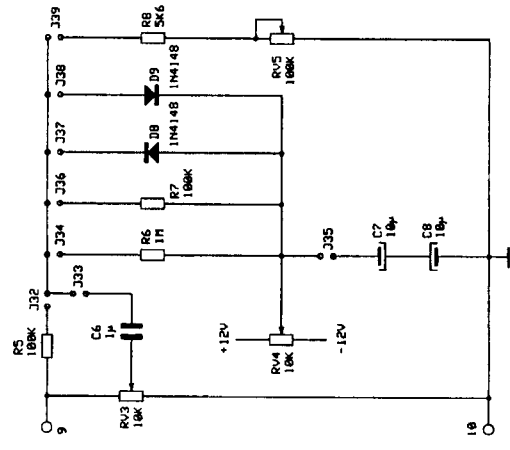 J39
R8
5K6
RV5
100K
J38
D9
1N4148
J37
D8
1N4148
J36
R7
100K
J34
R6
1M
J35
C7
10µ
C8
10µ
J32
J33
R5
100K
C6
1µ
+12V
RV4
10K
-12V
RV3
10K
9
10